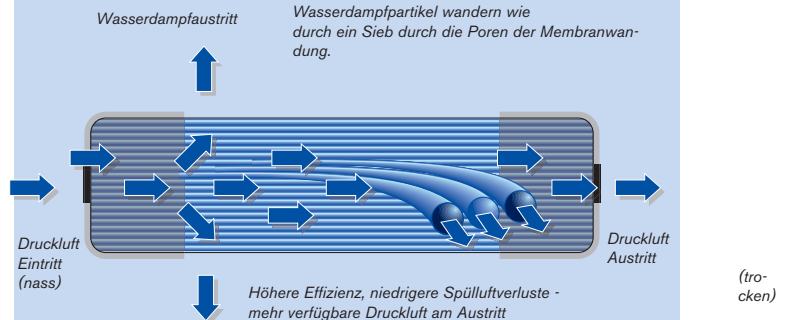 Wasserdampfaustritt
Wasserdampfpartikel wandern wie
durch ein Sieb durch die Poren der Membranwan-
dung.
Druckluft
Eintritt
(nass)
Druckluft
Austritt
(tro-
cken)
Höhere Effizienz, niedrigere Spülluftverluste -
mehr verfügbare Druckluft am Austritt